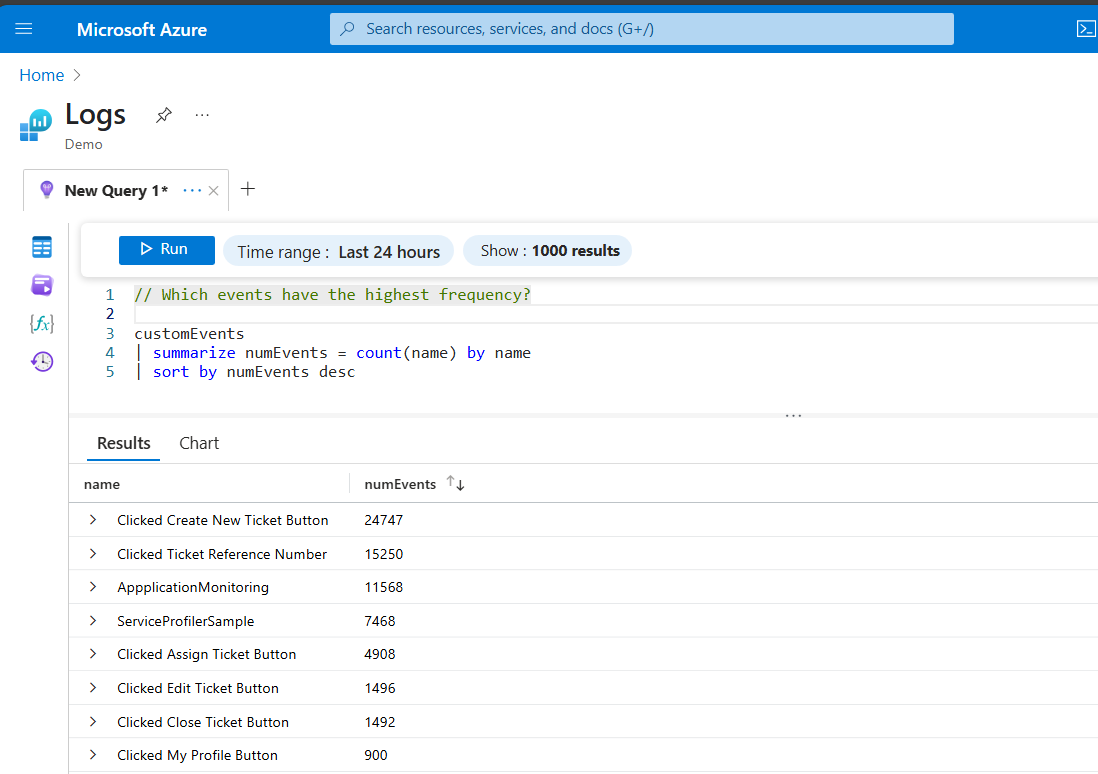 Microsoft Azure
Search resources, services, and docs (G+/)
Home
Logs
Demo
New Query 1*
Run
Time range : Last 24 hours
Show : 1000 results
{fx}
1 // Which events have the highest frequency?
2
3 customEvents
4 | summarize numEvents = count(name) by name
5 | sort by numEvents desc
Results Chart
name numEvents
Clicked Create New Ticket Button 24747
Clicked Ticket Reference Number 15250
AppplicationMonitoring 11568
ServiceProfilerSample 7468
Clicked Assign Ticket Button 4908
Clicked Edit Ticket Button 1496
Clicked Close Ticket Button 1492
Clicked My Profile Button 900